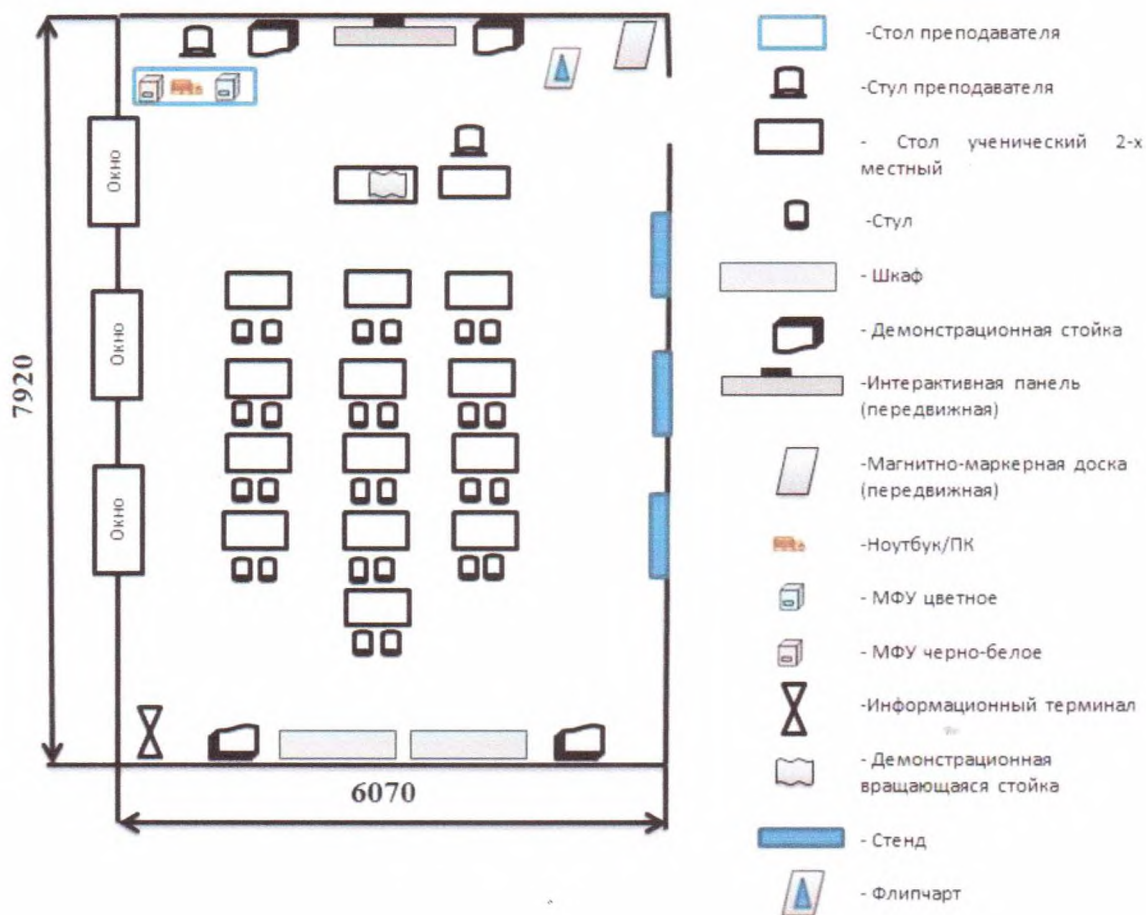 -Стол преподавателя
-Стул преподавателя
- Стол ученический 2-х
местный
-Стул
- Шкаф
- Демонстрационная стойка
-Интерактивная панель
(передвижная)
-Магнитно-маркерная доска
(передвижная)
-Ноутбук/ПК
- МФУ цветное
- МФУ черно-белое
-Информационный терминал
- Демонстрационная
вращающаяся стойка
- Стенд
- Флипчарт
Окно
Окно
Окно
7920
6070